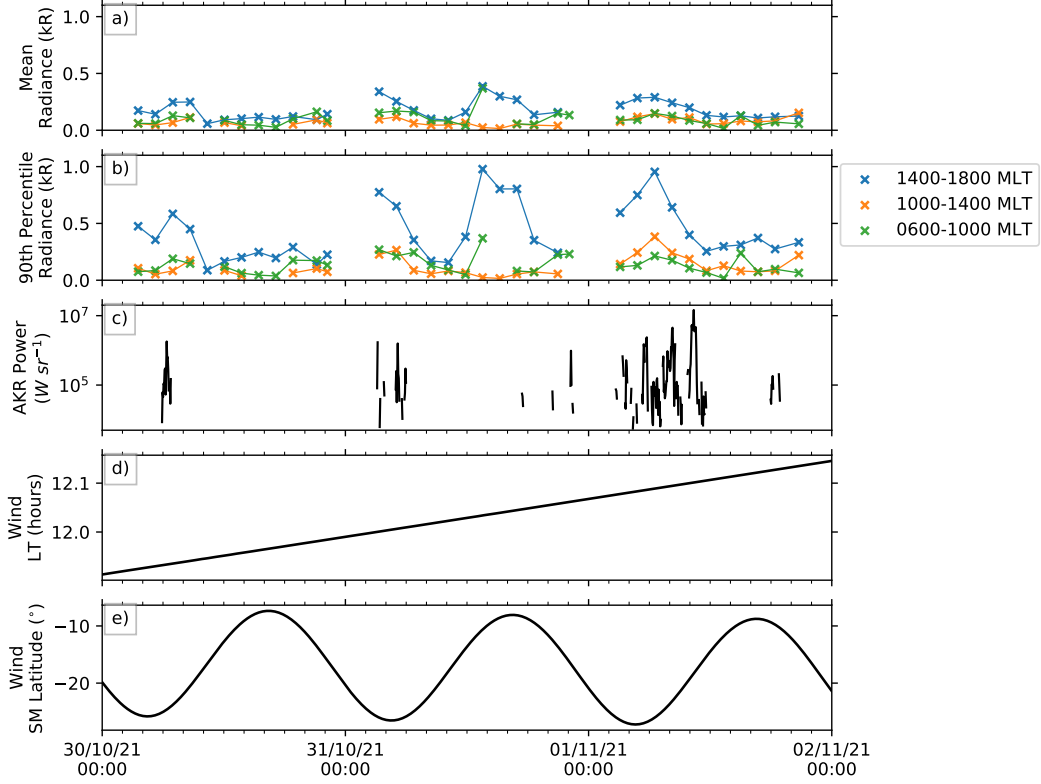 a)
1.0
0.5
0.0
Mean
Radiance (kR)
b)
1.0
0.5
0.0
90th Percentile
Radiance (kR)
1400-1800 MLT
1000-1400 MLT
0600-1000 MLT
c)
10⁷
10⁵
AKR Power
(W sr⁻¹)
d)
12.1
12.0
Wind
LT (hours)
e)
−10
−20
Wind
SM Latitude (°)
30/10/21
00:00
31/10/21
00:00
01/11/21
00:00
02/11/21
00:00